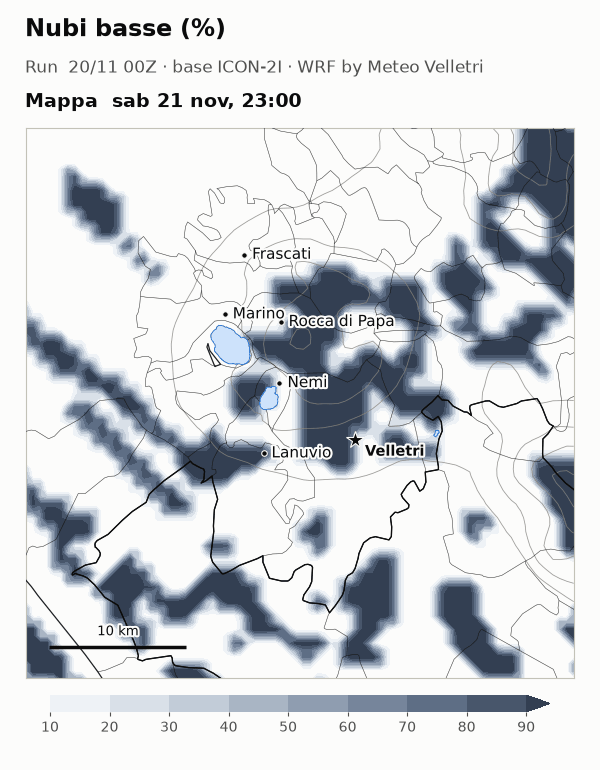 Nubi basse (%)
Run  20/11 00Z · base ICON-2I · WRF by Meteo Velletri
Mappa  sab 21 nov, 23:00
Frascati
Marino
Rocca di Papa
Nemi
Velletri
Lanuvio
10 km
10 20 30 40 50 60 70 80 90